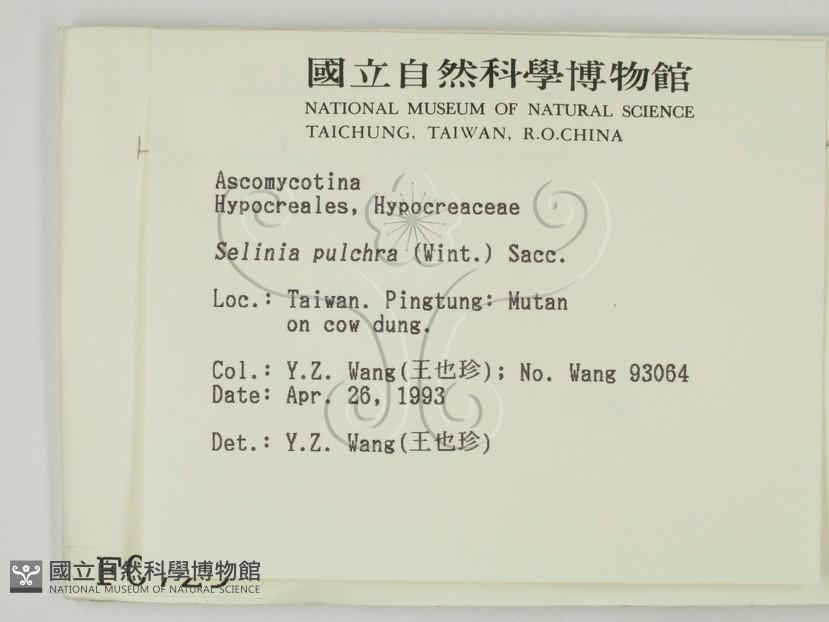 國立自然科學博物館
NATIONAL MUSEUM OF NATURAL SCIENCE
TAICHUNG, TAIWAN, R.O.CHINA
Ascomycotina
Hypocreales, Hypocreaceae
Selinia pulchra (Wint.) Sacc.
Loc.: Taiwan. Pingtung: Mutan
on cow dung.
Col.: Y.Z. Wang(王也珍); No. Wang 93064
Date: Apr. 26, 1993
Det.: Y.Z. Wang(王也珍)
國立自然科學博物館
NATIONAL MUSEUM OF NATURAL SCIENCE